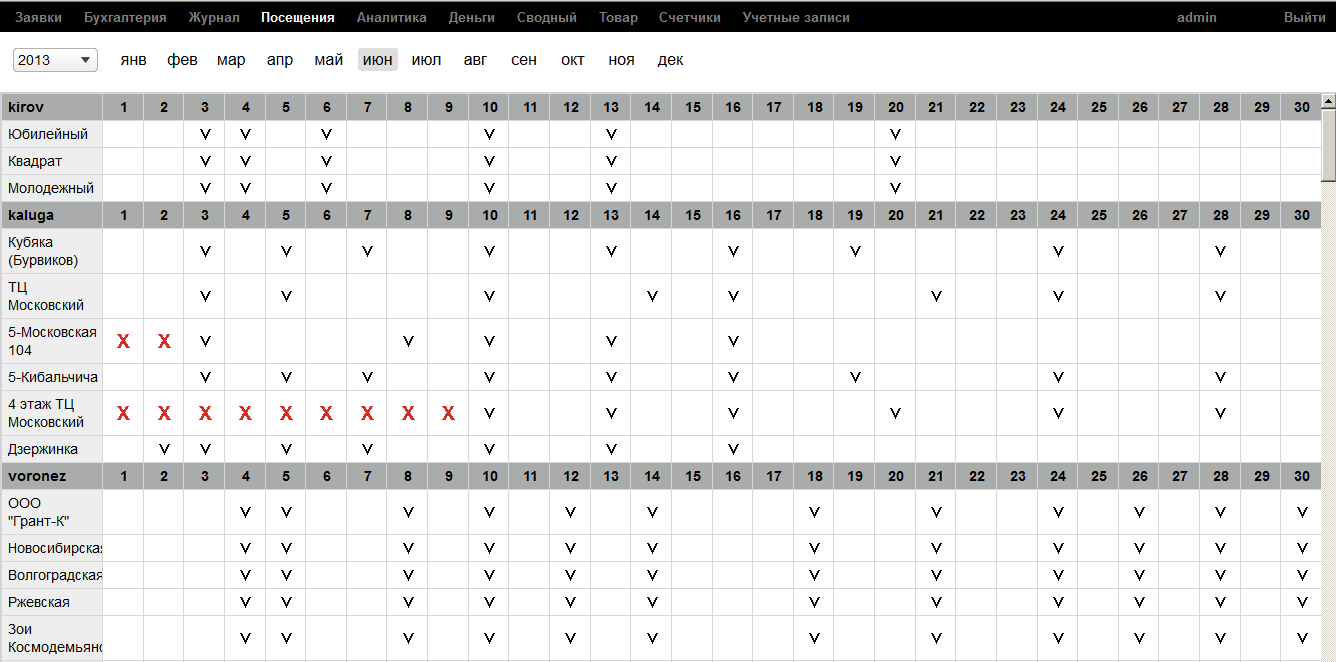 Заявки Бухгалтерия Журнал Посещения Аналитика Деньги Сводный Товар Счетчики Учетные записи admin Выйти
2013 янв фев мар апр май июн июл авг сен окт ноя дек
kirov 1 2 3 4 5 6 7 8 9 10 11 12 13 14 15 16 17 18 19 20 21 22 23 24 25 26 27 28 29 30
Юбилейный V V V V V V
Квадрат V V V V V V
Молодежный V V V V V V
kaluga 1 2 3 4 5 6 7 8 9 10 11 12 13 14 15 16 17 18 19 20 21 22 23 24 25 26 27 28 29 30
Кубяка
(Бурвиков) V V V V V V V V V
ТЦ
Московский V V V V V V V V
5-Московская
104 X X V V V V V
5-Кибальчича V V V V V V V V V
4 этаж ТЦ
Московский X X X X X X X X X V V V V V V
Дзержинка V V V V V V V
voronez 1 2 3 4 5 6 7 8 9 10 11 12 13 14 15 16 17 18 19 20 21 22 23 24 25 26 27 28 29 30
ООО
"Грант-К" V V V V V V V V V V V V
Новосибирская V V V V V V V V V V V V
Волгоградская V V V V V V V V V V V V
Ржевская V V V V V V V V V V V V
Зои
Космодемьянс V V V V V V V V V V V V